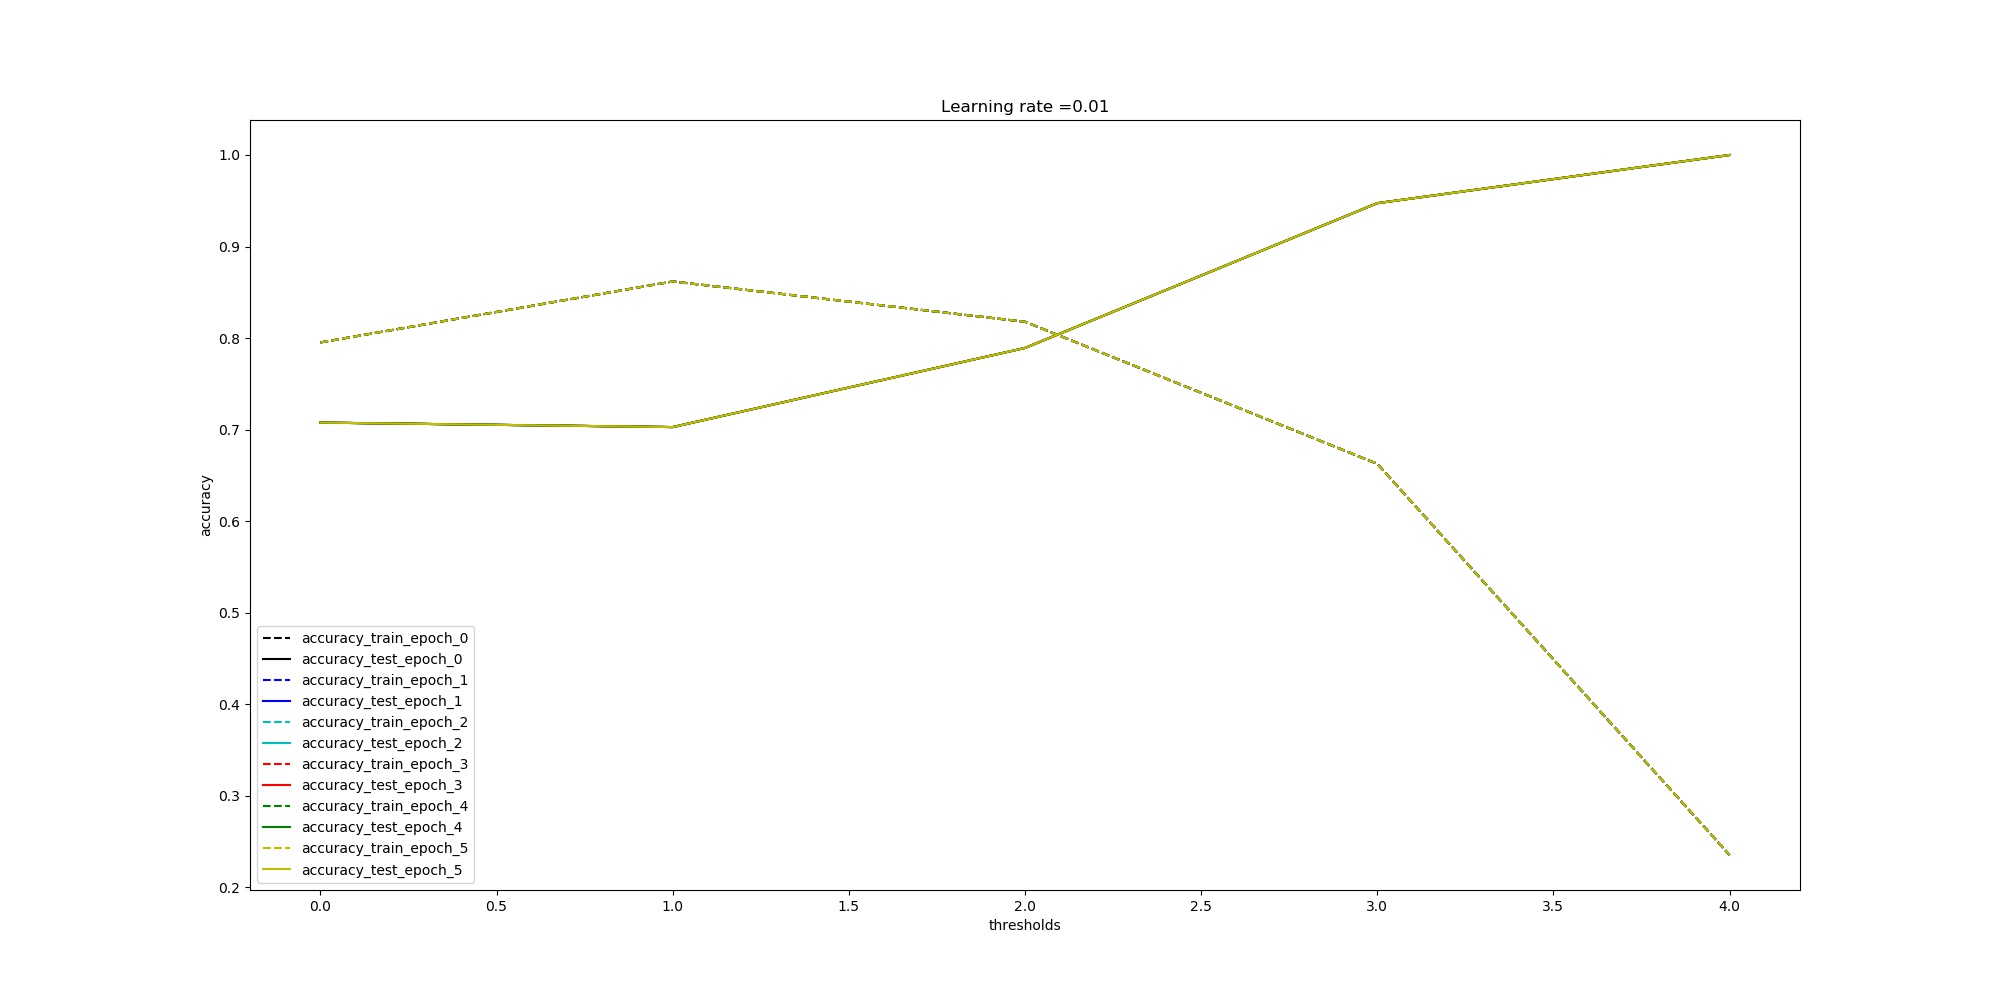 Learning rate =0.01
1.0
0.9
0.8
0.7
0.6
0.5
0.4
0.3
0.2
accuracy
accuracy_train_epoch_0
accuracy_test_epoch_0
accuracy_train_epoch_1
accuracy_test_epoch_1
accuracy_train_epoch_2
accuracy_test_epoch_2
accuracy_train_epoch_3
accuracy_test_epoch_3
accuracy_train_epoch_4
accuracy_test_epoch_4
accuracy_train_epoch_5
accuracy_test_epoch_5
0.0 0.5 1.0 1.5 2.0 2.5 3.0 3.5 4.0
thresholds